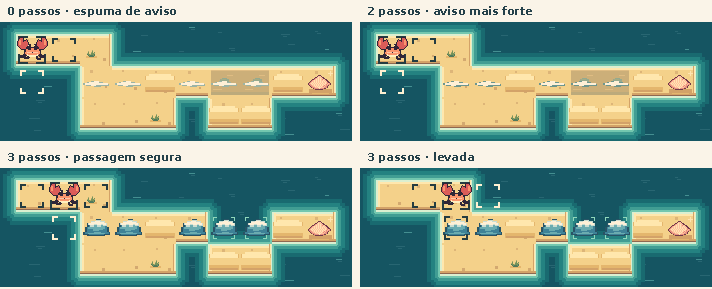 0 passos · espuma de aviso
2 passos · aviso mais forte
3 passos · passagem segura
3 passos · levada